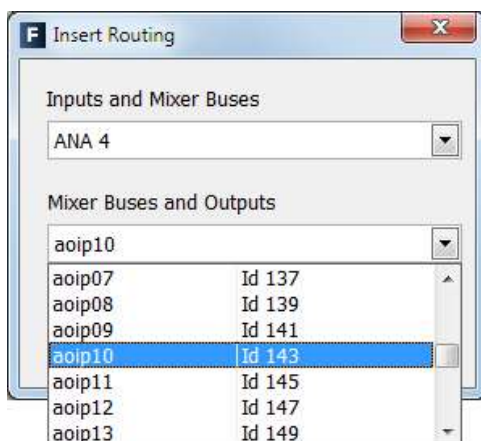 F Insert Routing
Inputs and Mixer Buses
ANA 4
Mixer Buses and Outputs
aoip10
aoip07 Id 137
aoip08 Id 139
aoip09 Id 141
aoip10 Id 143
aoip11 Id 145
aoip12 Id 147
aoip13 Id 149